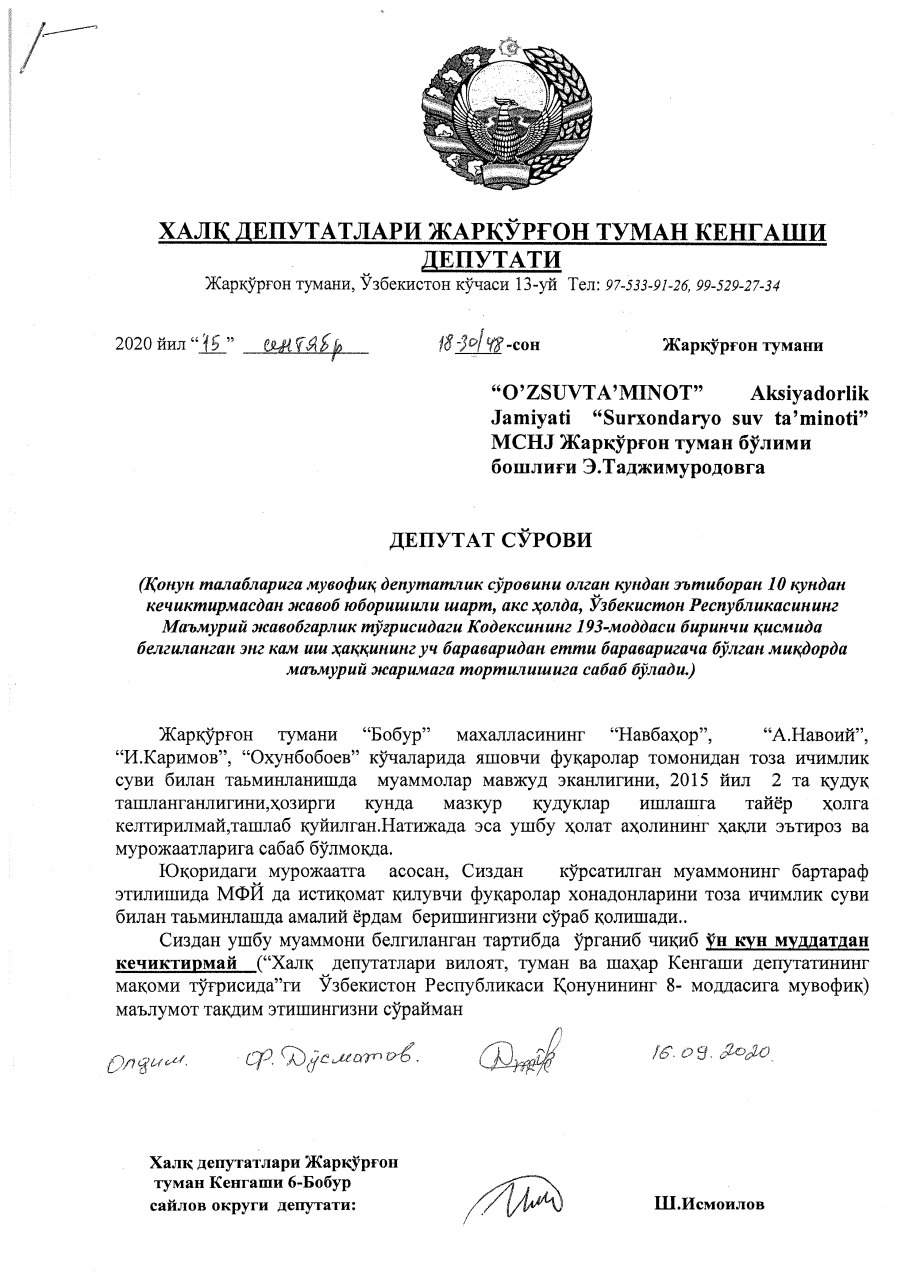 ХАЛҚ ДЕПУТАТЛАРИ ЖАРҚЎРҒОН ТУМАН КЕНГАШИ
ДЕПУТАТИ
Жарқўрғон тумани, Ўзбекистон кўчаси 13-уй Тел: 97-533-91-26, 99-529-27-34
2020 йил “15” сентябр 18-30/48-сон Жарқўрғон тумани
“O’ZSUVTA’MINOT” Aksiyadorlik
Jamiyati “Surxondaryo suv ta’minoti”
MCHJ Жарқўрғон туман бўлими
бошлиғи Э.Таджимуродовга
ДЕПУТАТ СЎРОВИ
(Қонун талабларига мувофиқ депутатлик сўровини олган кундан эътиборан 10 кундан
кечиктирмасдан жавоб юборишили шарт, акс ҳолда, Ўзбекистон Республикасининг
Маъмурий жавобгарлик тўғрисидаги Кодексининг 193-моддаси биринчи қисмида
белгиланган энг кам иш ҳаққининг уч бараваридан етти бараваригача бўлган миқдорда
маъмурий жаримага тортилишига сабаб бўлади.)
Жарқўрғон тумани “Бобур” махалласининг “Навбаҳор”, “А.Навоий”,
“И.Каримов”, “Охунбобоев” кўчаларида яшовчи фуқаролар томонидан тоза ичимлик
суви билан таьминланишда муаммолар мавжуд эканлигини, 2015 йил 2 та қудуқ
ташланганлигини,ҳозирги кунда мазкур қудуқлар ишлашга тайёр ҳолга
келтирилмай,ташлаб қуйилган.Натижада эса ушбу ҳолат аҳолининг ҳақли эътироз ва
мурожаатларига сабаб бўлмоқда.
Юқоридаги мурожаатга асосан, Сиздан кўрсатилган муаммонинг бартараф
этилишида МФЙ да истиқомат қилувчи фуқаролар хонадонларини тоза ичимлик суви
билан таьминлашда амалий ёрдам беришингизни сўраб қолишади..
Сиздан ушбу муаммони белгиланган тартибда ўрганиб чиқиб ўн кун муддатдан
кечиктирмай (“Халқ депутатлари вилоят, туман ва шаҳар Кенгаши депутатининг
мақоми тўғрисида”ги Ўзбекистон Республикаси Қонунининг 8- моддасига мувофиқ)
маълумот тақдим этишингизни сўрайман
Олдим. Ф. Дўсматов. 16.09.2020
Халқ депутатлари Жарқўрғон
туман Кенгаши 6-Бобур
сайлов округи депутати: Ш.Исмоилов